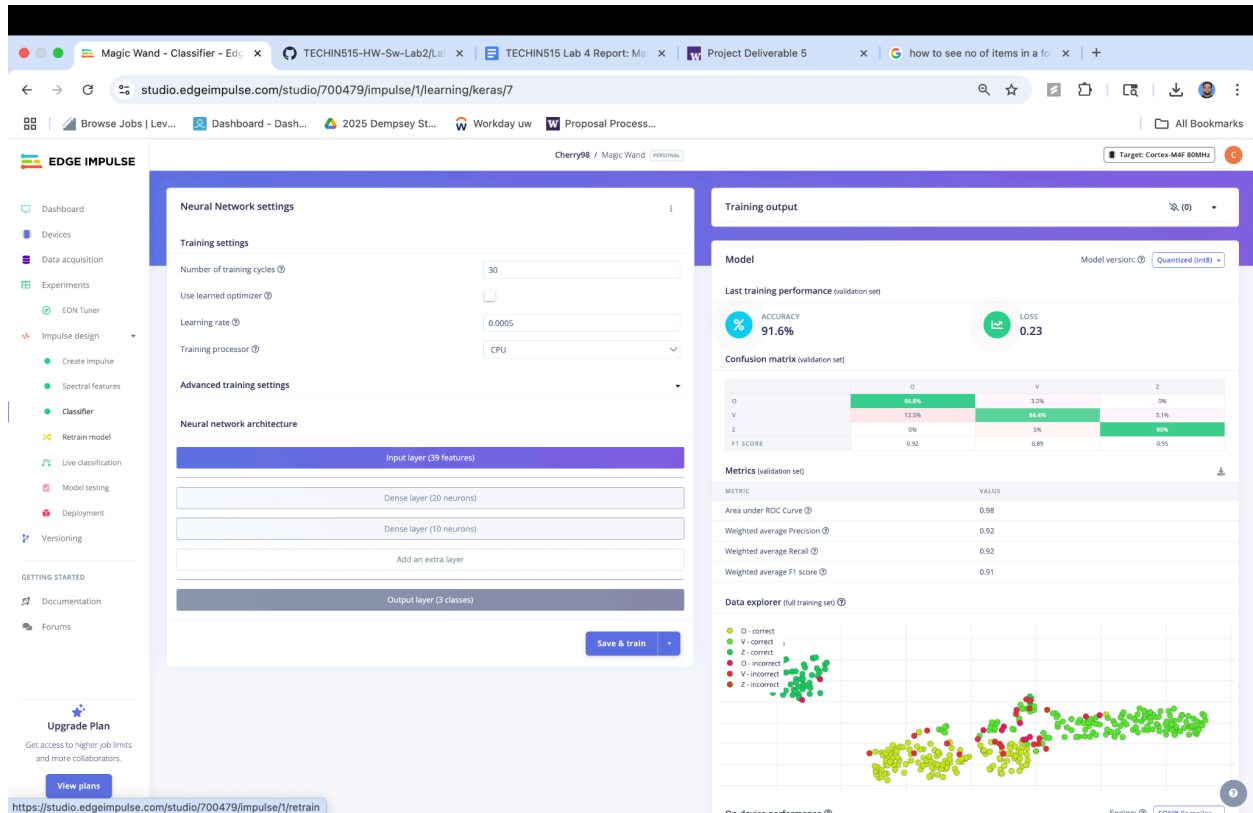 Magic Wand - Classifier - Edg
TECHIN515-HW-Sw-Lab2/La
TECHIN515 Lab 4 Report: Ma
Project Deliverable 5
how to see no of items in a fo
studio.edgeimpulse.com/studio/700479/impulse/1/learning/keras/7
Browse Jobs | Lev...
Dashboard - Dash...
2025 Dempsey St...
Workday uw
Proposal Process...
All Bookmarks
EDGE IMPULSE
Cherry98 / Magic Wand PERSONAL
Target: Cortex-M4F 80MHz
C
Dashboard
Devices
Data acquisition
Experiments
EON Tuner
Impulse design
Create impulse
Spectral features
Classifier
Retrain model
Live classification
Model testing
Deployment
Versioning
GETTING STARTED
Documentation
Forums
Upgrade Plan
Get access to higher job limits
and more collaborators.
View plans
https://studio.edgeimpulse.com/studio/700479/impulse/1/retrain
Neural Network settings
Training settings
Number of training cycles 30
Use learned optimizer
Learning rate 0.0005
Training processor CPU
Advanced training settings
Neural network architecture
Input layer (39 features)
Dense layer (20 neurons)
Dense layer (10 neurons)
Add an extra layer
Output layer (3 classes)
Save & train
Training output (0)
Model Model version: Quantized (int8)
Last training performance (validation set)
% ACCURACY
91.6%
LOSS
0.23
Confusion matrix (validation set)
O V Z
O 96.8% 3.2% 0%
V 12.5% 84.4% 3.1%
Z 0% 5% 95%
F1 SCORE 0.92 0.89 0.95
Metrics (validation set)
METRIC VALUE
Area under ROC Curve 0.98
Weighted average Precision 0.92
Weighted average Recall 0.92
Weighted average F1 score 0.91
Data explorer (full training set)
O - correct
V - correct
Z - correct
O - incorrect
V - incorrect
Z - incorrect